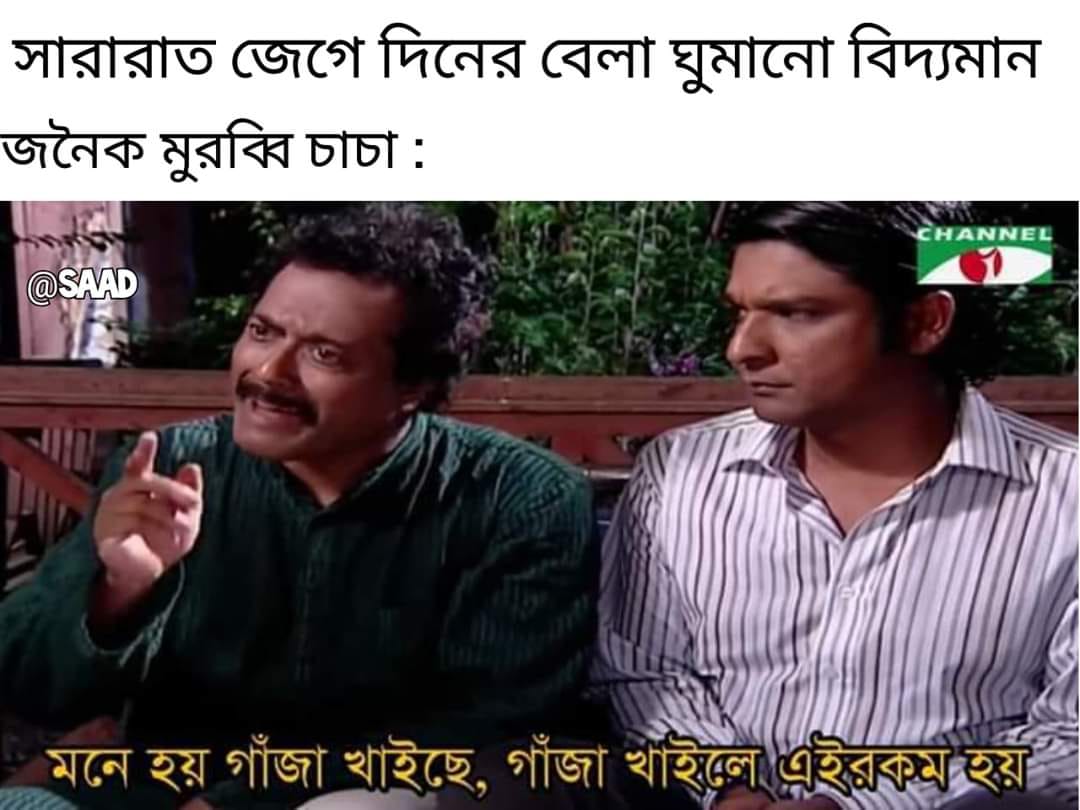 সারারাত জেগে দিনের বেলা ঘুমানো বিদ্যমান
জনৈক মুরব্বি চাচা :
CHANNEL
@SAAD
মনে হয় গাঁজা খাইছে, গাঁজা খাইলে এইরকম হয়